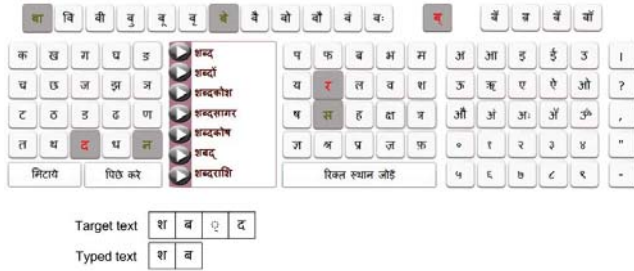 बा वि वी बु बू बृ बे बै बो बौ बं बः ब् बॅं ब्र बॅ बॉ
क ख ग घ ङ शब्द प फ ब भ म अ आ इ ई उ ।
च छ ज झ ञ शब्दों शब्दकोश य र ल व श ऊ ऋ ए ऐ ओ ?
ट ठ ड ढ ण शब्दसागर ष स ह क्ष त्र औ अं अः अॅ ॐ ,
त थ द ध न शब्दकोष शबद् ज्ञ श्र प्र ज़ फ़ ० १ २ ३ ४ "
मिटाये पिछे करे शब्दराशि रिक्त स्थान जोड़ें ५ ६ ७ ८ ९ -
Target text श ब ् द
Typed text श ब